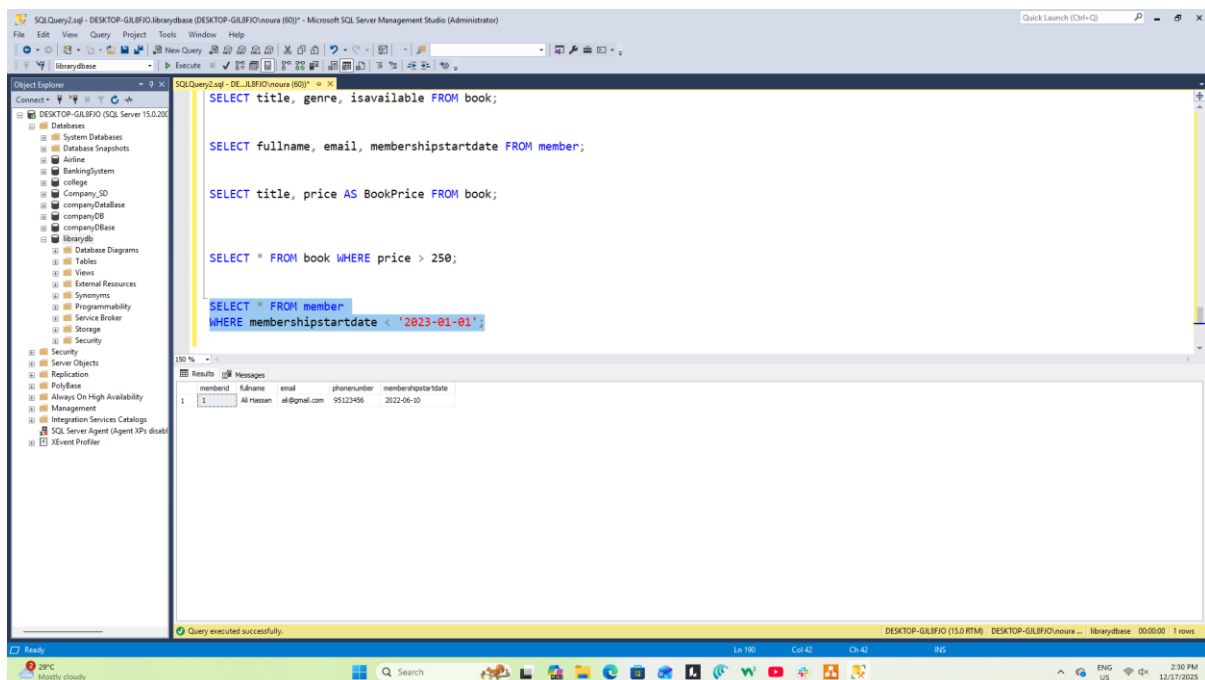 SQLQuery2.sql - DESKTOP-GJL8FJO.librarydbase (DESKTOP-GJL8FJO\noura (60))* - Microsoft SQL Server Management Studio (Administrator)
Quick Launch (Ctrl+Q)
File Edit View Query Project Tools Window Help
New Query
librarydbase
Execute
Object Explorer
SQLQuery2.sql - DE...JL8FJO\noura (60))*
Connect
DESKTOP-GJL8FJO (SQL Server 15.0.200
Databases
System Databases
Database Snapshots
Airline
BankingSystem
college
Company_SD
companyDataBase
companyDB
companyDBase
librarydb
Database Diagrams
Tables
Views
External Resources
Synonyms
Programmability
Service Broker
Storage
Security
Security
Server Objects
Replication
PolyBase
Always On High Availability
Management
Integration Services Catalogs
SQL Server Agent (Agent XPs disabl
XEvent Profiler
SELECT title, genre, isavailable FROM book;
SELECT fullname, email, membershipstartdate FROM member;
SELECT title, price AS BookPrice FROM book;
SELECT * FROM book WHERE price > 250;
SELECT * FROM member
WHERE membershipstartdate < '2023-01-01';
150 %
Results Messages
memberid fullname email phonenumber membershipstartdate
1 1 Ali Hassan ali@gmail.com 95123456 2022-06-10
Query executed successfully.
DESKTOP-GJL8FJO (15.0 RTM) DESKTOP-GJL8FJO\noura ... librarydbase 00:00:00 1 rows
Ready
Ln 190 Col 42 Ch 42 INS
29°C
Mostly cloudy
Search
ENG
US
2:30 PM
12/17/2025